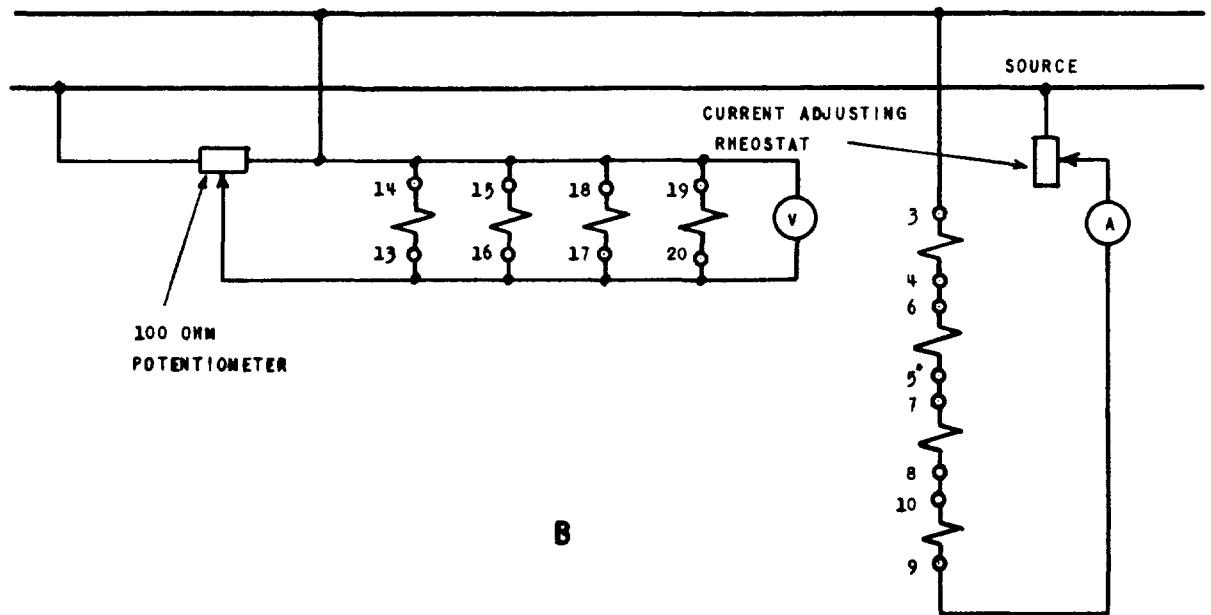 SOURCE
CURRENT ADJUSTING
RHEOSTAT
14 15 18 19
V
3
A
13 16 17 20
4
6
100 OHM
POTENTIOMETER
5*
7
8
10
B
9